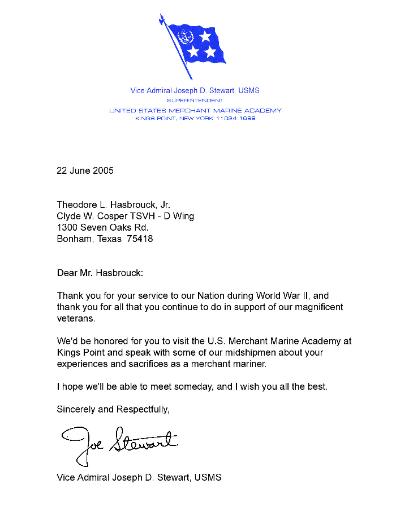 Vice Admiral Joseph D. Stewart, USMS
SUPERINTENDENT
UNITED STATES MERCHANT MARINE ACADEMY
KINGS POINT, NEW YORK 11024-1699
22 June 2005
Theodore L. Hasbrouck, Jr.
Clyde W. Cosper TSVH - D Wing
1300 Seven Oaks Rd.
Bonham, Texas 75418
Dear Mr. Hasbrouck:
Thank you for your service to our Nation during World War II, and
thank you for all that you continue to do in support of our magnificent
veterans.
We'd be honored for you to visit the U.S. Merchant Marine Academy at
Kings Point and speak with some of our midshipmen about your
experiences and sacrifices as a merchant mariner.
I hope we'll be able to meet someday, and I wish you all the best.
Sincerely and Respectfully,
Joe Stewart
Vice Admiral Joseph D. Stewart, USMS